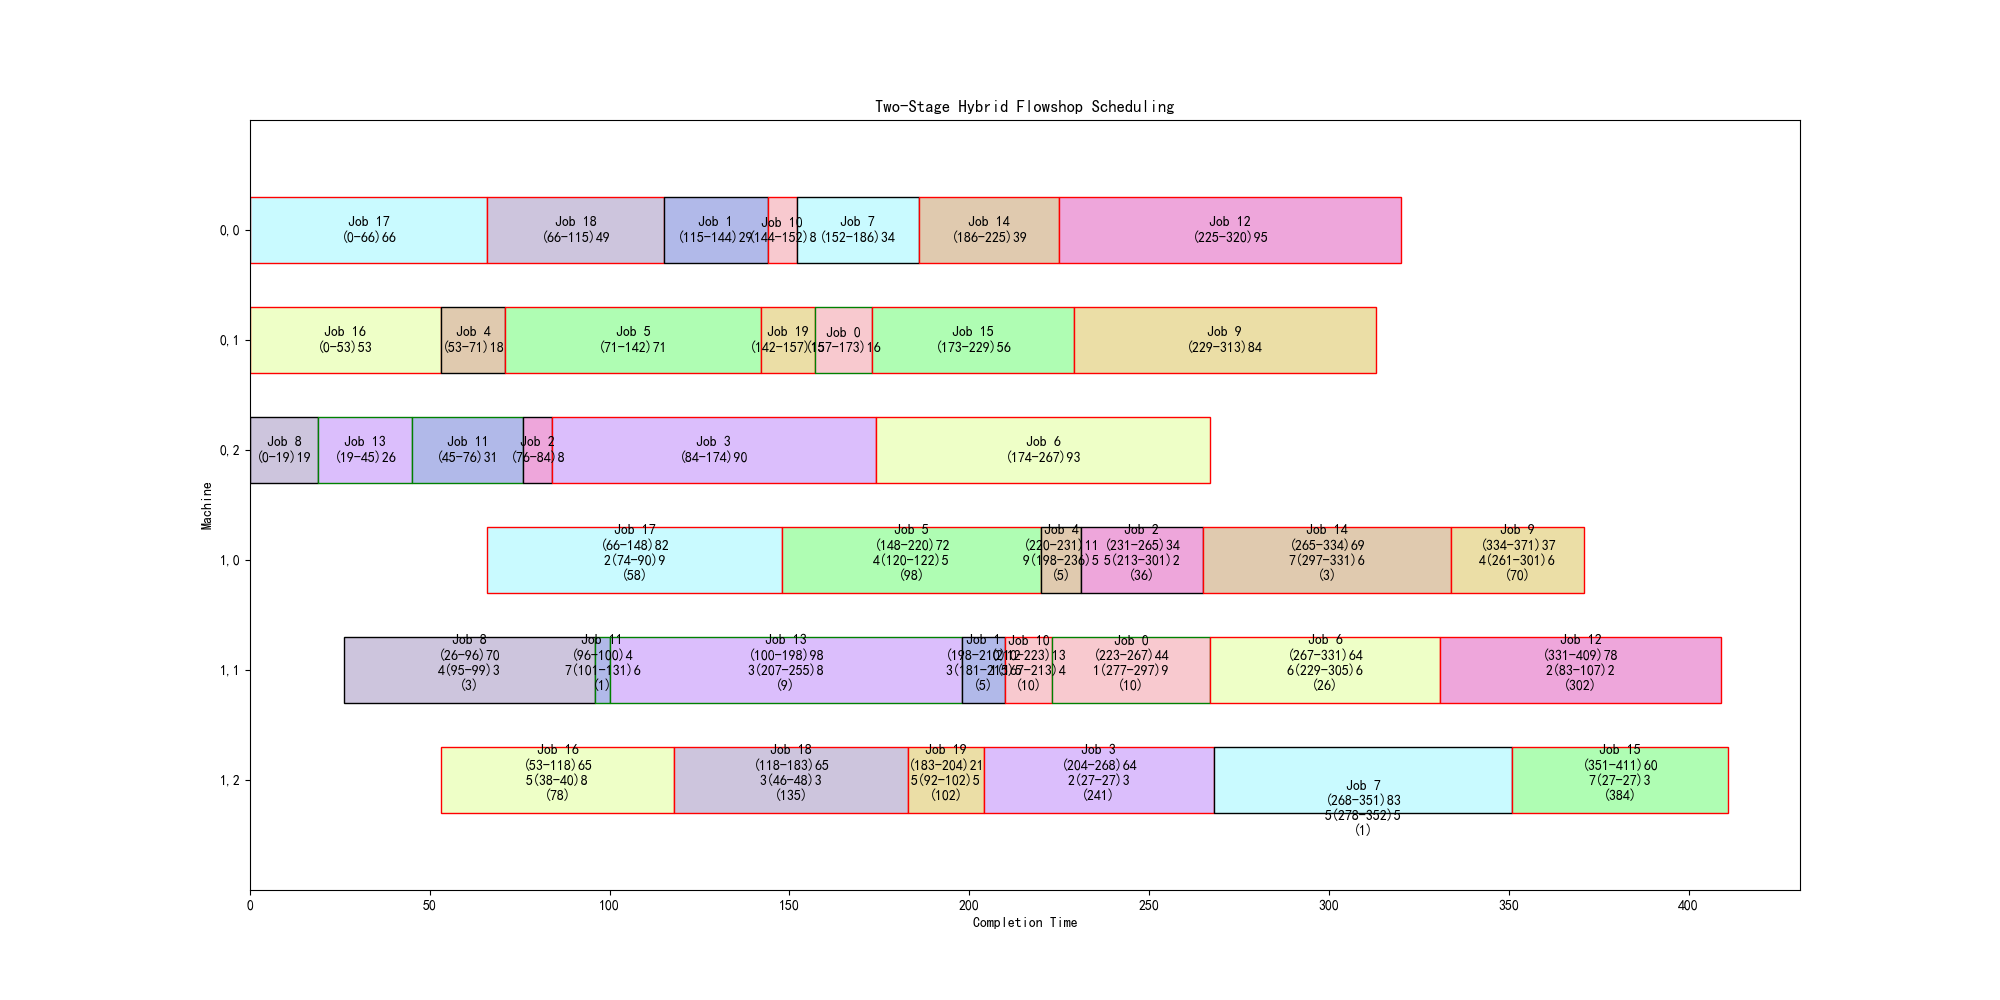 Two-Stage Hybrid Flowshop Scheduling
0,0
Job 17
(0-66)66
Job 18
(66-115)49
Job 1
(115-144)29
Job 10
(144-152)8
Job 7
(152-186)34
Job 14
(186-225)39
Job 12
(225-320)95
0,1
Job 16
(0-53)53
Job 4
(53-71)18
Job 5
(71-142)71
Job 19
(142-157)15
Job 0
(157-173)16
Job 15
(173-229)56
Job 9
(229-313)84
0,2
Job 8
(0-19)19
Job 13
(19-45)26
Job 11
(45-76)31
Job 2
(76-84)8
Job 3
(84-174)90
Job 6
(174-267)93
Machine
1,0
Job 17
(66-148)82
2(74-90)9
(58)
Job 5
(148-220)72
4(120-122)5
(98)
Job 4
(220-231)11
9(198-236)5
(5)
Job 2
(231-265)34
5(213-301)2
(36)
Job 14
(265-334)69
7(297-331)6
(3)
Job 9
(334-371)37
4(261-301)6
(70)
1,1
Job 8
(26-96)70
4(95-99)3
(3)
Job 11
(96-100)4
7(101-131)6
(1)
Job 13
(100-198)98
3(207-255)8
(9)
Job 1
(198-210)12
(5)
Job 10
(210-223)13
(10)
Job 0
(223-267)44
1(277-297)9
(10)
Job 6
(267-331)64
6(229-305)6
(26)
Job 12
(331-409)78
2(83-107)2
(302)
1,2
Job 16
(53-118)65
5(38-40)8
(78)
Job 18
(118-183)65
3(46-48)3
(135)
Job 19
(183-204)21
5(92-102)5
(102)
Job 3
(204-268)64
2(27-27)3
(241)
Job 7
(268-351)83
5(278-352)5
(1)
Job 15
(351-411)60
7(27-27)3
(384)
0 50 100 150 200 250 300 350 400
Completion Time